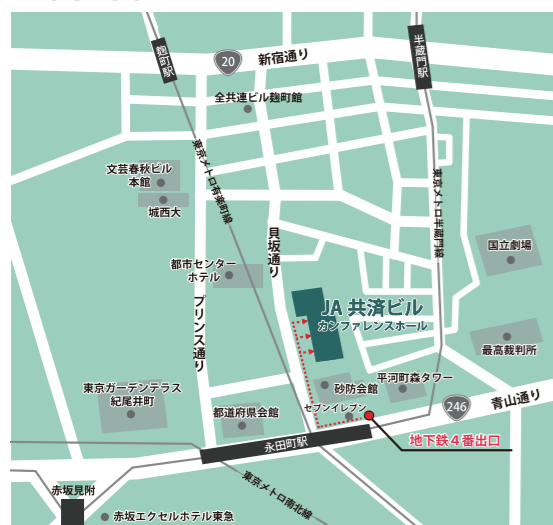 麹町駅
20
新宿通り
半蔵門駅
全共連ビル麹町館
東京メトロ有楽町線
文芸春秋ビル
本館
城西大
東京メトロ半蔵門線
貝坂通り
国立劇場
都市センター
ホテル
プリンス通り
JA 共済ビル
カンファレンスホール
最高裁判所
東京ガーデンテラス
紀尾井町
砂防会館
平河町森タワー
都道府県会館
セブンイレブン
246
青山通り
永田町駅
地下鉄4番出口
赤坂見附
東京メトロ南北線
赤坂エクセルホテル東急